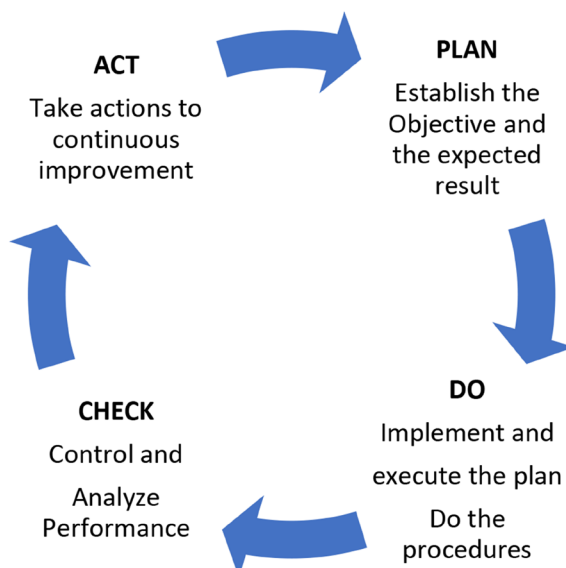 ACT
Take actions to
continuous
improvement
PLAN
Establish the
Objective and
the expected
result
DO
Implement and
execute the plan
Do the
procedures
CHECK
Control and
Analyze
Performance